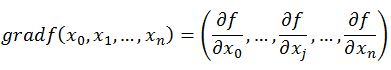 gradf(x₀, x₁, …, xₙ) = (∂f/∂x₀, …, ∂f/∂xⱼ, …, ∂f/∂xₙ)